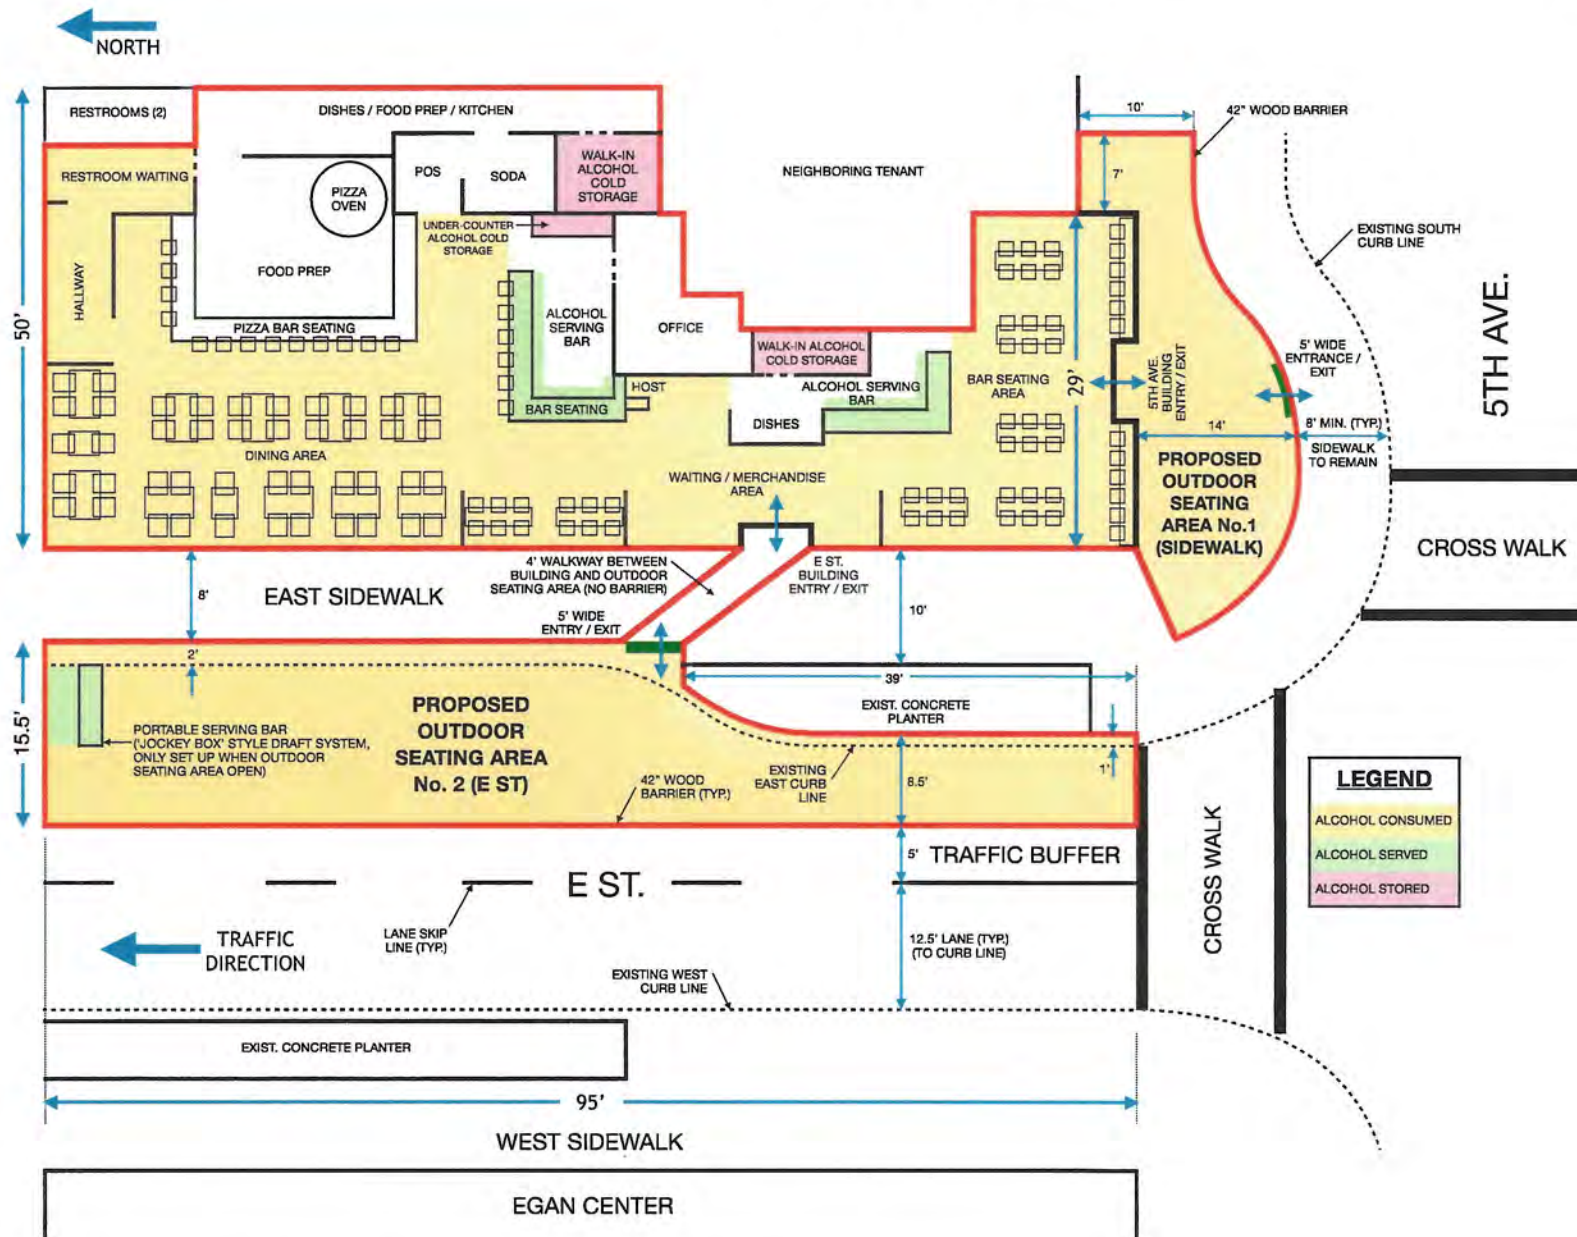 NORTH
RESTROOMS (2)
DISHES / FOOD PREP / KITCHEN
10'
42" WOOD BARRIER
RESTROOM WAITING
PIZZA
OVEN
POS
SODA
WALK-IN
ALCOHOL
COLD
STORAGE
NEIGHBORING TENANT
7'
UNDER-COUNTER
ALCOHOL COLD
STORAGE
EXISTING SOUTH
CURB LINE
HALLWAY
FOOD PREP
50'
PIZZA BAR SEATING
ALCOHOL
SERVING
BAR
OFFICE
WALK-IN ALCOHOL
COLD STORAGE
HOST
BAR SEATING
ALCOHOL SERVING
BAR
DISHES
BAR SEATING
AREA
29'
5TH AVE.
BUILDING
ENTRY / EXIT
5' WIDE
ENTRANCE /
EXIT
5TH AVE.
14'
8' MIN. (TYP.)
SIDEWALK
TO REMAIN
DINING AREA
WAITING / MERCHANDISE
AREA
PROPOSED
OUTDOOR
SEATING
AREA No.1
(SIDEWALK)
CROSS WALK
4' WALKWAY BETWEEN
BUILDING AND OUTDOOR
SEATING AREA (NO BARRIER)
E ST.
BUILDING
ENTRY / EXIT
8'
EAST SIDEWALK
5' WIDE
ENTRY / EXIT
10'
2'
39'
15.5'
PROPOSED
OUTDOOR
SEATING AREA
No. 2 (E ST)
EXIST. CONCRETE
PLANTER
PORTABLE SERVING BAR
('JOCKEY BOX' STYLE DRAFT SYSTEM,
ONLY SET UP WHEN OUTDOOR
SEATING AREA OPEN)
42" WOOD
BARRIER (TYP.)
EXISTING
EAST CURB
LINE
8.5'
1'
LEGEND
ALCOHOL CONSUMED
ALCOHOL SERVED
ALCOHOL STORED
5'
TRAFFIC BUFFER
E ST.
CROSS WALK
TRAFFIC
DIRECTION
LANE SKIP
LINE (TYP.)
12.5' LANE (TYP.)
(TO CURB LINE)
EXISTING WEST
CURB LINE
EXIST. CONCRETE PLANTER
95'
WEST SIDEWALK
EGAN CENTER